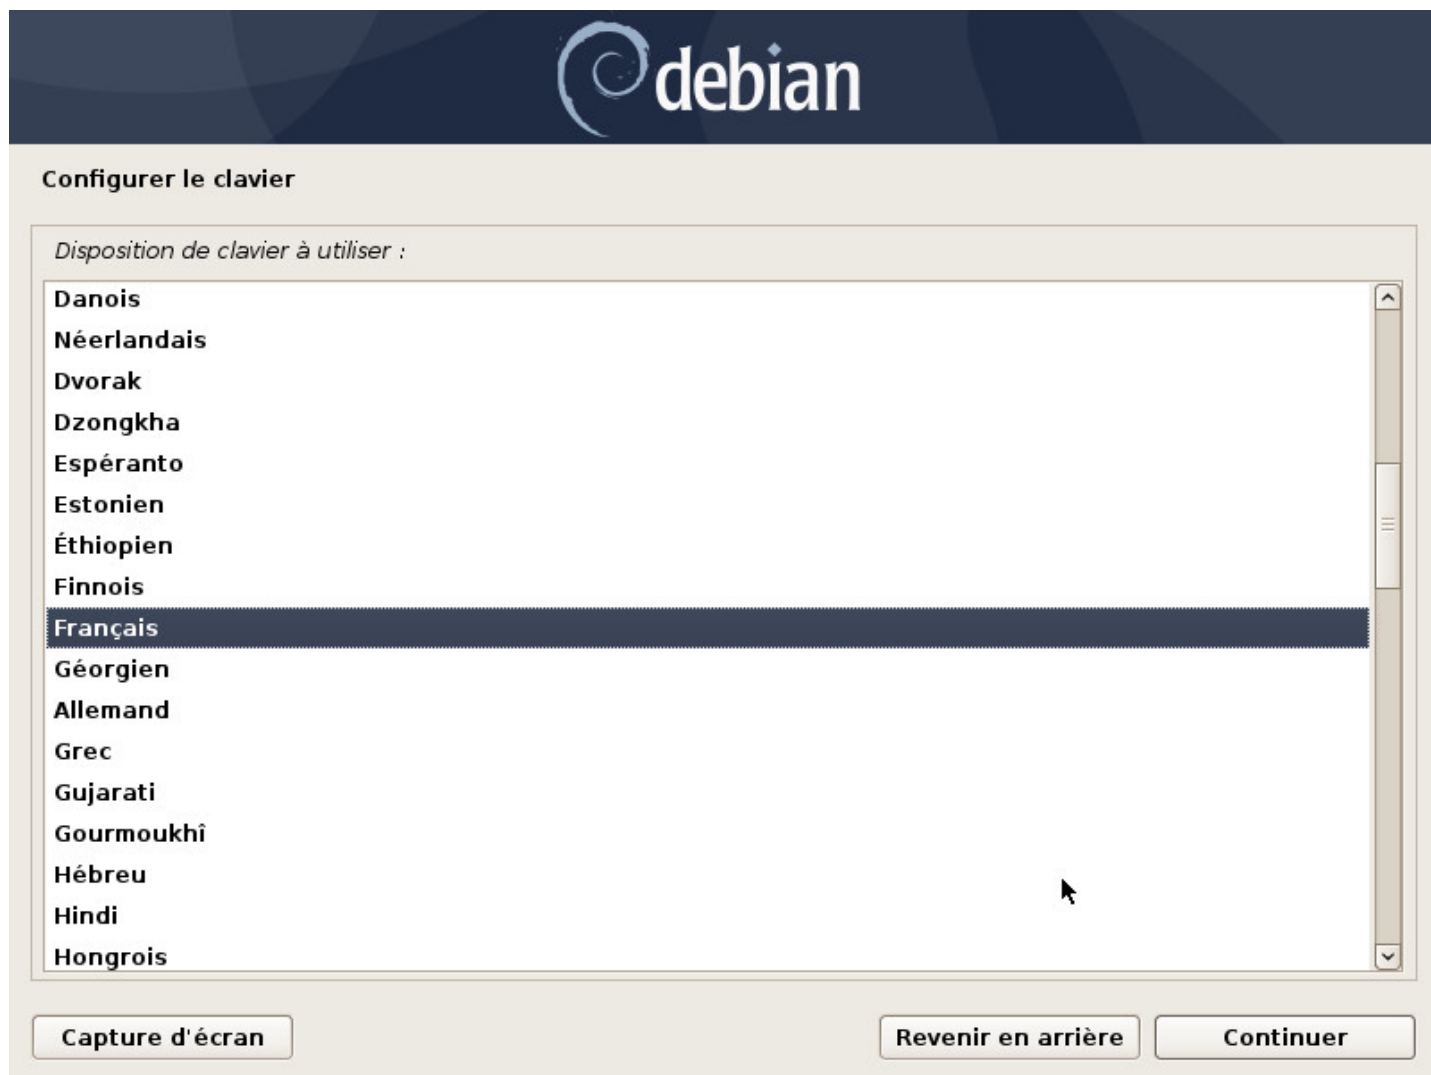 debian
Configurer le clavier
Disposition de clavier à utiliser :
Danois
Néerlandais
Dvorak
Dzongkha
Espéranto
Estonien
Éthiopien
Finnois
Français
Géorgien
Allemand
Grec
Gujarati
Gourmoukhî
Hébreu
Hindi
Hongrois
Capture d'écran
Revenir en arrière
Continuer